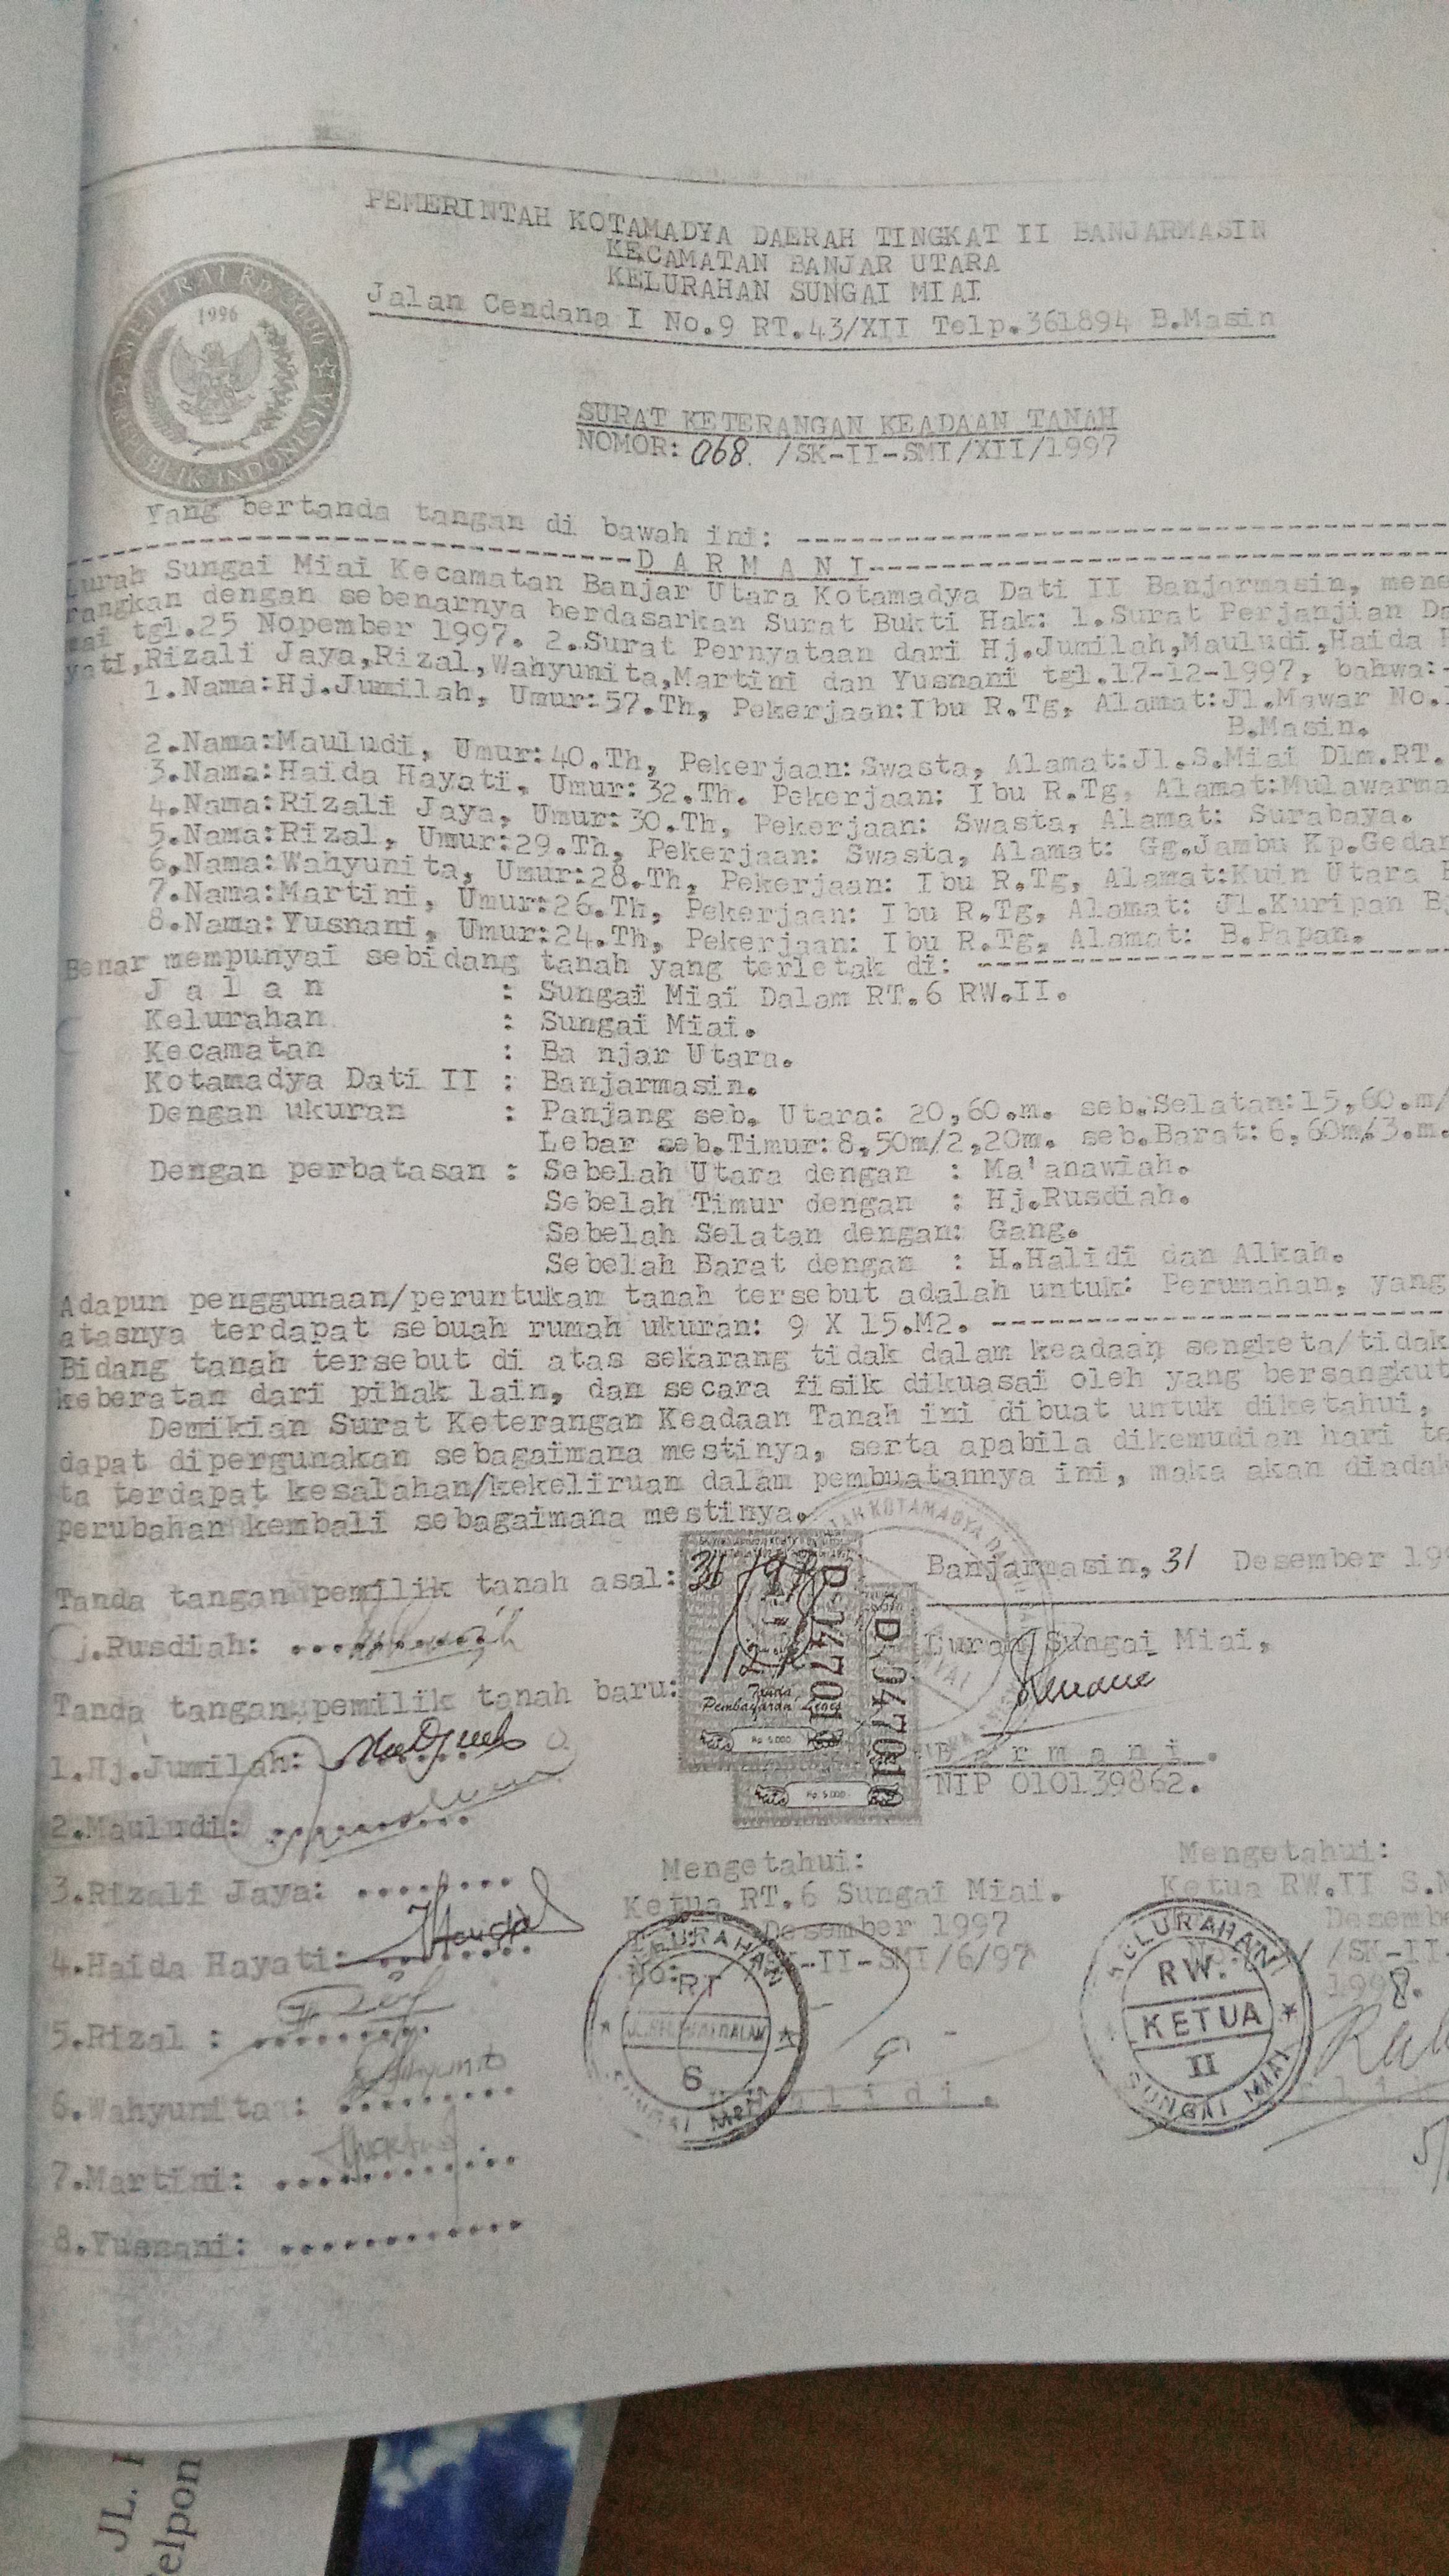 PEMERINTAH KOTAMADYA DAERAH TINGKAT II BANJARMASIN
KECAMATAN BANJAR UTARA
KELURAHAN SUNGAI MIAI
Jalan Cendana I No.9 RT.43/XII Telp.361894 B.Masin
METERAI RP 2000
1996
REPUBLIK INDONESIA
SURAT KETERANGAN KEADAAN TANAH
NOMOR: 068. /SK-II-SMI/XII/1997
Yang bertanda tangan di bawah ini: --------------------
--------------------D A R M A N I--------------------
Lurah Sungai Miai Kecamatan Banjar Utara Kotamadya Dati II Banjarmasin, mene
rangkan dengan sebenarnya berdasarkan Surat Bukti Hak: 1.Surat Perjanjian Da
mai tgl.25 Nopember 1997. 2.Surat Pernyataan dari Hj.Jumilah,Mauludi,Haida H
yati,Rizali Jaya,Rizal,Wahyunita,Martini dan Yusnani tgl.17-12-1997, bahwa:-
1.Nama:Hj.Jumilah, Umur:57.Th, Pekerjaan:Ibu R.Tg, Alamat:Jl.Mawar No.
B.Masin.
2.Nama:Mauludi, Umur:40.Th, Pekerjaan: Swasta, Alamat:Jl.S.Miai Dlm.RT.
3.Nama:Haida Hayati, Umur:32.Th. Pekerjaan: Ibu R.Tg, Alamat:Mulawarma
4.Nama:Rizali Jaya, Umur:30.Th, Pekerjaan: Swasta, Alamat: Surabaya.
5.Nama:Rizal, Umur:29.Th, Pekerjaan: Swasta, Alamat: Gg.Jambu Kp.Gedan
6.Nama:Wahyunita, Umur:28.Th, Pekerjaan: Ibu R.Tg, Alamat:Kuin Utara
7.Nama:Martini, Umur:26.Th, Pekerjaan: Ibu R.Tg, Alamat: Jl.Kuripan B.
8.Nama:Yusnani, Umur:24.Th, Pekerjaan: Ibu R.Tg, Alamat: B.Papan.
Benar mempunyai sebidang tanah yang terletak di: --------------------
J a l a n : Sungai Miai Dalam RT.6 RW.II.
Kelurahan : Sungai Miai.
Kecamatan : Ba njar Utara.
Kotamadya Dati II : Banjarmasin.
Dengan ukuran : Panjang seb. Utara: 20,60.m. seb.Selatan:15,60.m/
Lebar seb.Timur:8,50m/2,20m. seb.Barat:6,60m/3.m.
Dengan perbatasan : Sebelah Utara dengan : Ma'anawiah.
Sebelah Timur dengan : Hj.Rusdiah.
Sebelah Selatan dengan: Gang.
Sebelah Barat dengan : H.Halidi dan Alkah.
Adapun penggunaan/peruntukan tanah tersebut adalah untuk: Perumahan, yang
atasnya terdapat sebuah rumah ukuran: 9 X 15.M2. --------------------
Bidang tanah tersebut di atas sekarang tidak dalam keadaan sengketa/tidak
keberatan dari pihak lain, dan secara fisik dikuasai oleh yang bersangkut
Demikian Surat Keterangan Keadaan Tanah ini dibuat untuk diketahui,
dapat dipergunakan sebagaimana mestinya, serta apabila dikemudian hari te
ta terdapat kesalahan/kekeliruan dalam pembuatannya ini, maka akan diadak
perubahan kembali sebagaimana mestinya.
Banjarmasin, 31 Desember 199
Tanda tangan pemilik tanah asal:
j.Rusdiah: ............
Lurah Sungai Miai,
Tanda Pembayaran Leges
Rp 5.000
Rp 5.000
D.047010
Tanda tangan pemilik tanah baru:
D a r m a n i .
NIP 010139862.
1.Hj.Jumilah:
2.Mauludi: ............
3.Rizali Jaya: ........
4.Haida Hayati: ........
5.Rizal : ............
6.Wahyunita : ........
7.Martini: ............
8.Yusnani: ............
Mengetahui:
Ketua RT.6 Sungai Miai.
Desember 1997
No: K-II-SMI/6/97
KELURAHAN
RT
6
SUNGAI MIAI
Mengetahui:
Ketua RW.II S.M
Desembe
No. /SK-II-
1998.
KELURAHAN
RW.
KETUA
II
SUNGAI MIAI
JL.
elpon